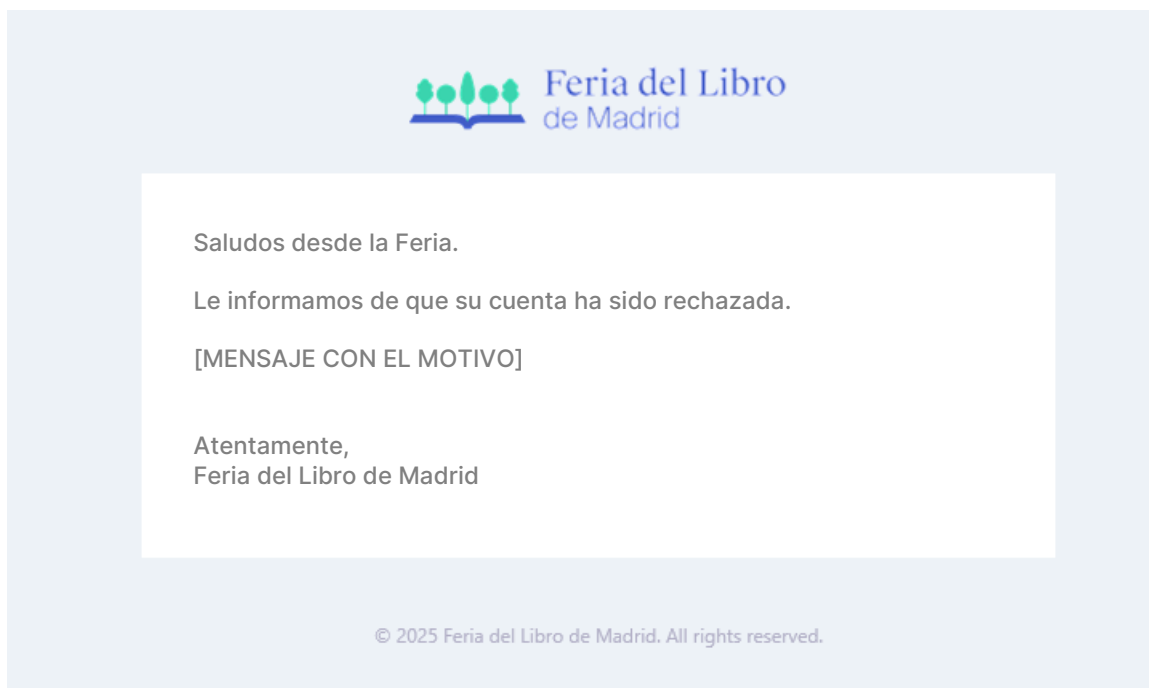 Feria del Libro
de Madrid
Saludos desde la Feria.
Le informamos de que su cuenta ha sido rechazada.
[MENSAJE CON EL MOTIVO]
Atentamente,
Feria del Libro de Madrid
© 2025 Feria del Libro de Madrid. All rights reserved.